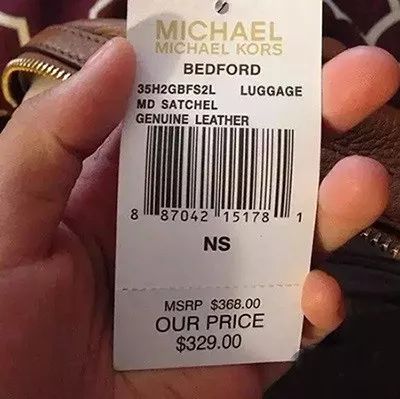 MICHAEL
MICHAEL KORS
BEDFORD
35H2GBFS2L LUGGAGE
MD SATCHEL
GENUINE LEATHER
8 87042 15178 1
NS
MSRP $368.00
OUR PRICE
$329.00